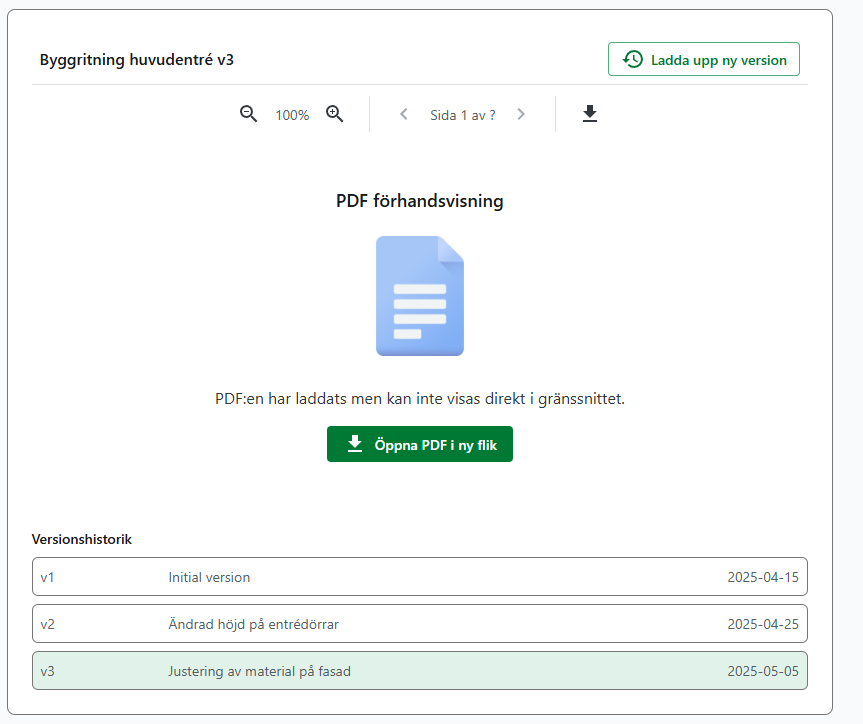 Byggritning huvudentré v3
Ladda upp ny version
100%
Sida 1 av ?
PDF förhandsvisning
PDF:en har laddats men kan inte visas direkt i gränssnittet.
Öppna PDF i ny flik
Versionshistorik
v1 Initial version 2025-04-15
v2 Ändrad höjd på entrédörrar 2025-04-25
v3 Justering av material på fasad 2025-05-05